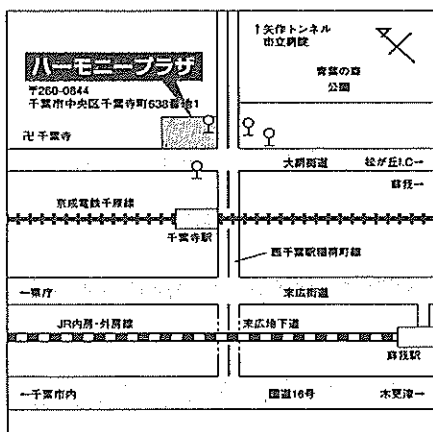 ↑矢作トンネル
市立病院
ハーモニープラザ
青葉の森
公園
〒260-0844
千葉市中央区千葉寺町638番地1
卍千葉寺
大網街道
松が丘I.C→
蘇我→
京成電鉄千原線
千葉寺駅
西千葉駅稲荷町線
←県庁
末広街道
JR内房・外房線
末広地下道
蘇我駅
←千葉市内
国道16号
木更津→